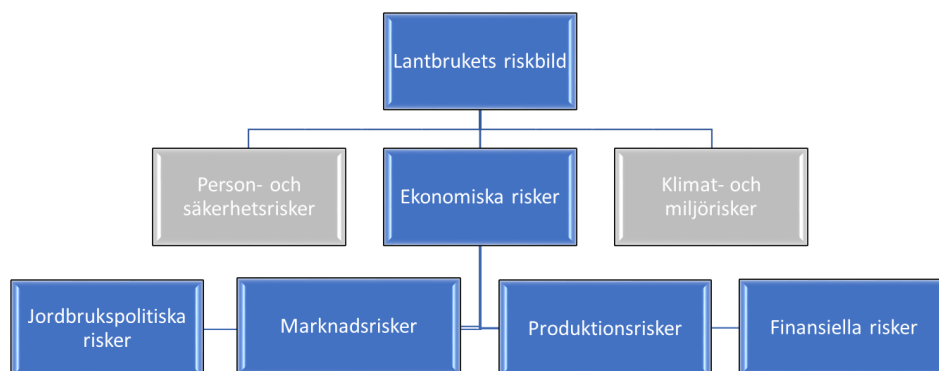 Lantbrukets riskbild
Person- och
säkerhetsrisker
Ekonomiska risker
Klimat- och
miljörisker
Jordbrukspolitiska
risker
Marknadsrisker
Produktionsrisker
Finansiella risker